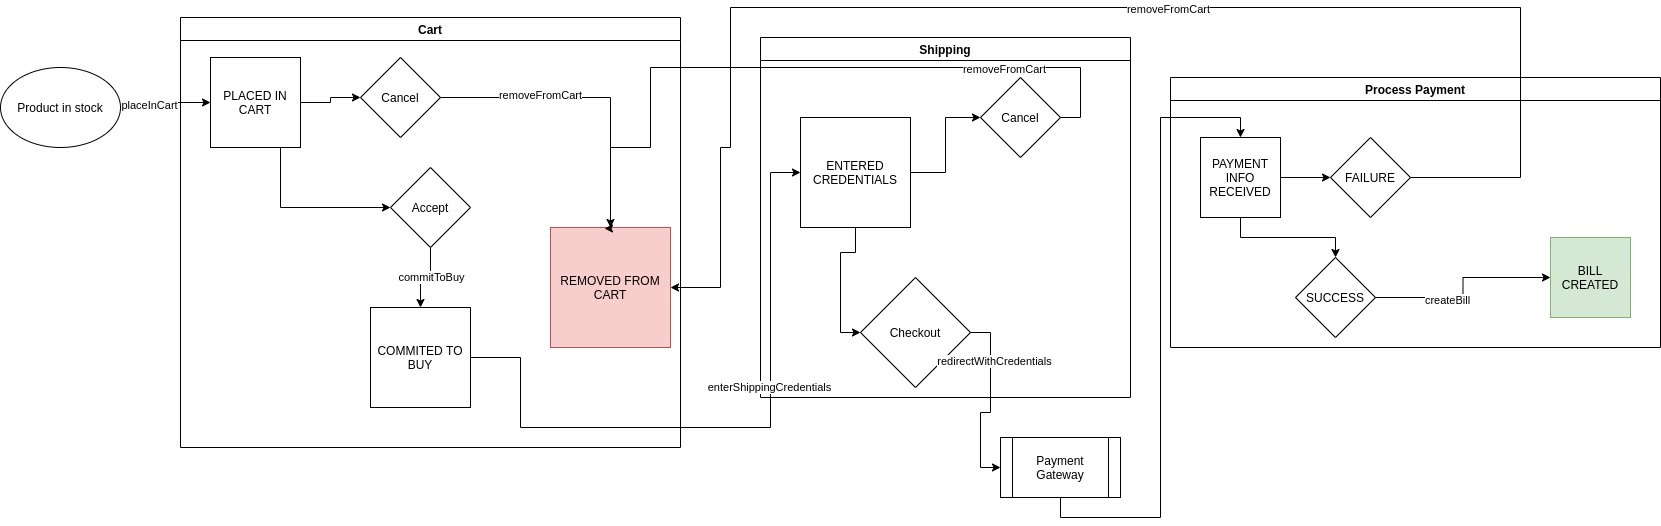 removeFromCart
Cart
Shipping
removeFromCart
Process Payment
Product in stock
placeInCart
PLACED IN
CART
Cancel
removeFromCart
Cancel
ENTERED
CREDENTIALS
PAYMENT
INFO
RECEIVED
FAILURE
Accept
commitToBuy
REMOVED FROM
CART
BILL
CREATED
SUCCESS
createBill
COMMITED TO
BUY
Checkout
redirectWithCredentials
enterShippingCredentials
Payment
Gateway